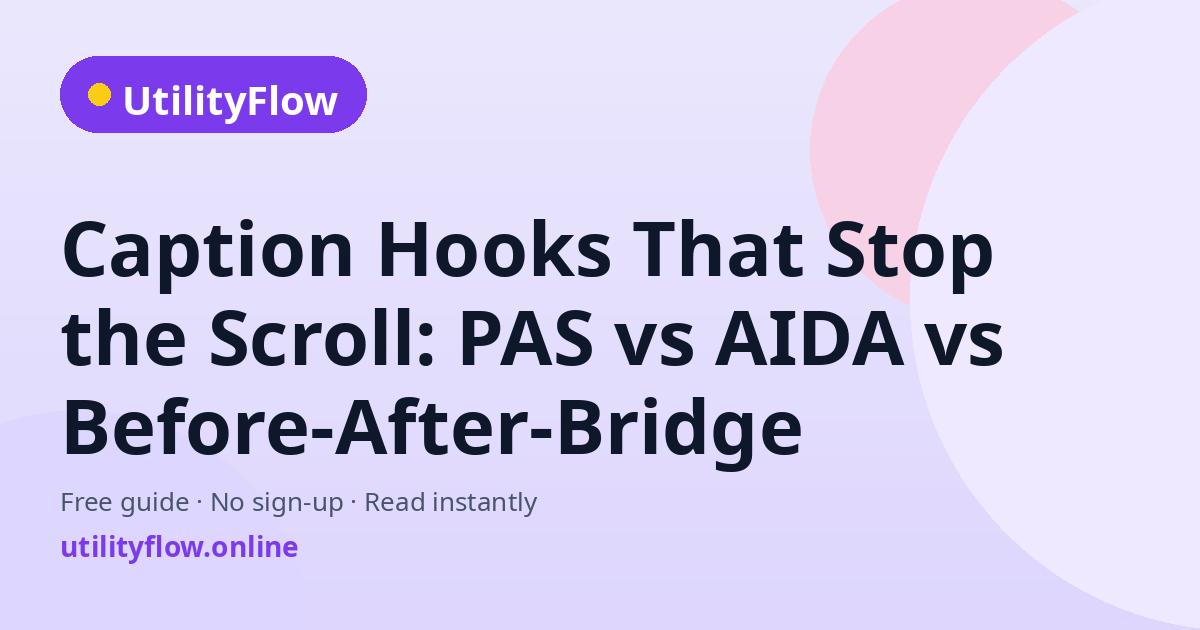 UtilityFlow
Caption Hooks That Stop
the Scroll: PAS vs AIDA vs
Before-After-Bridge
Free guide · No sign-up · Read instantly
utilityflow.online